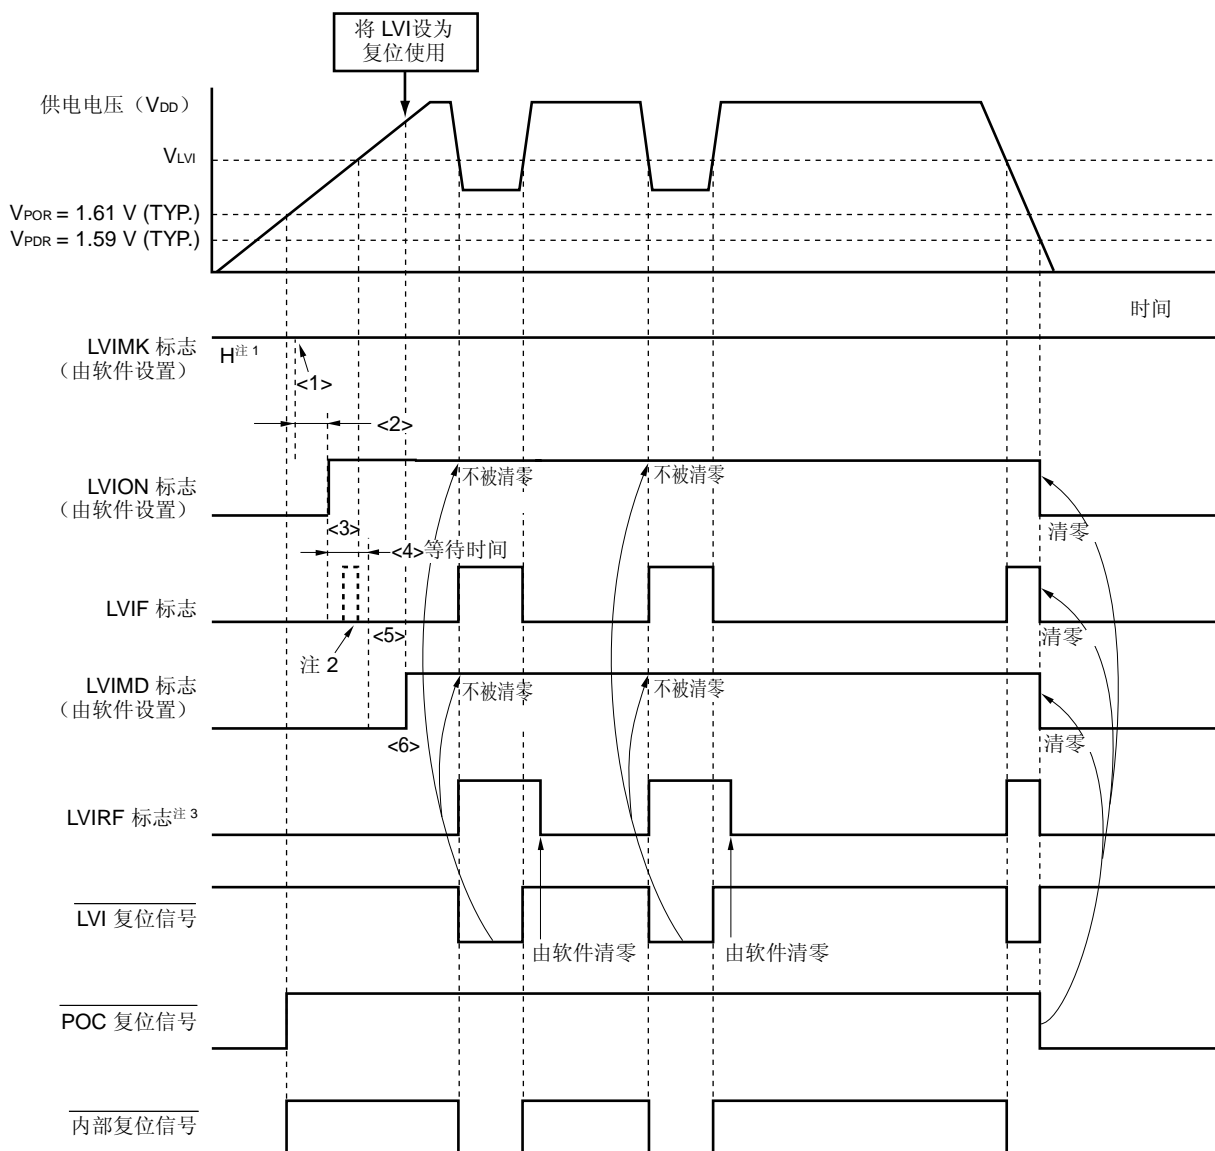 将 LVI设为
复位使用
供电电压（VDD）
VLVI
VPOR = 1.61 V (TYP.)
VPDR = 1.59 V (TYP.)
时间
LVIMK 标志
（由软件设置）
H注 1
<1>
<2>
LVION 标志
（由软件设置）
不被清零
不被清零
清零
<3>
<4>等待时间
LVIF 标志
<5>
清零
注 2
LVIMD 标志
（由软件设置）
不被清零
不被清零
清零
<6>
LVIRF 标志注 3
LVI 复位信号
由软件清零
由软件清零
POC 复位信号
内部复位信号